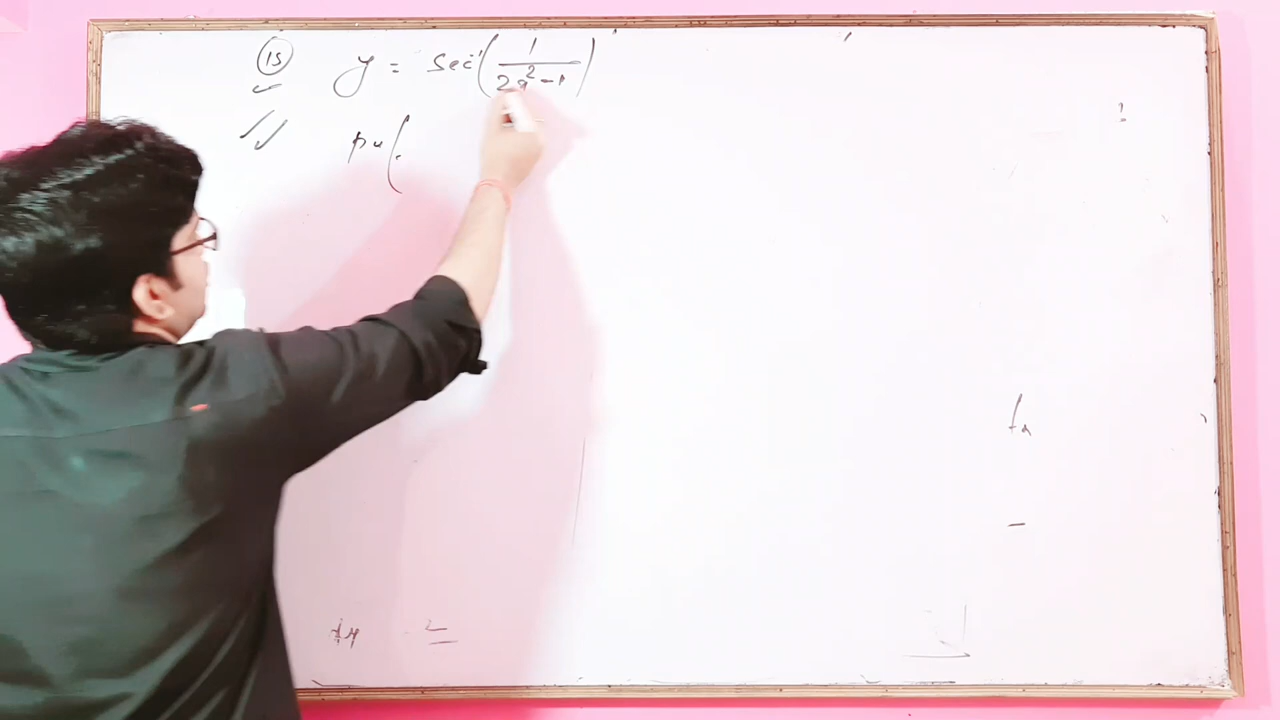 (15) y = sec⁻¹(1/(2x²-1))
put